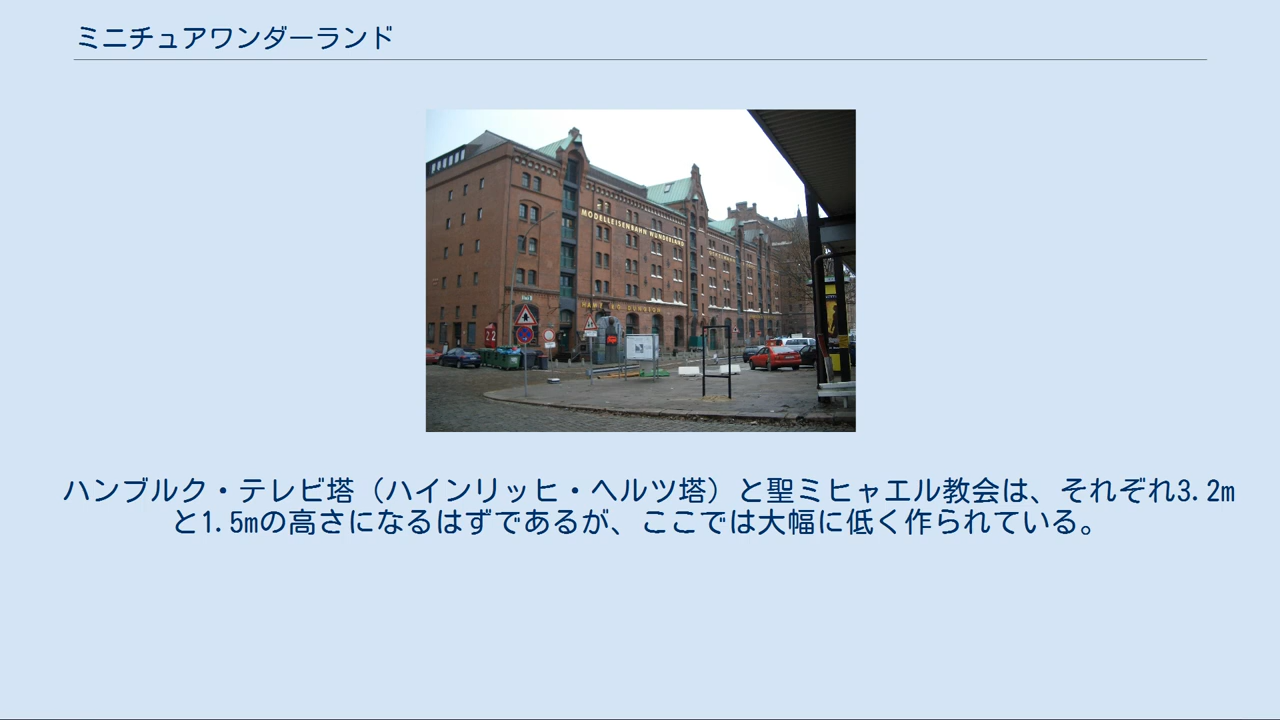 ミニチュアワンダーランド
MODELLEISENBAHN WUNDERLAND
ハンブルク・テレビ塔（ハインリッヒ・ヘルツ塔）と聖ミヒャエル教会は、それぞれ3.2m
と1.5mの高さになるはずであるが、ここでは大幅に低く作られている。